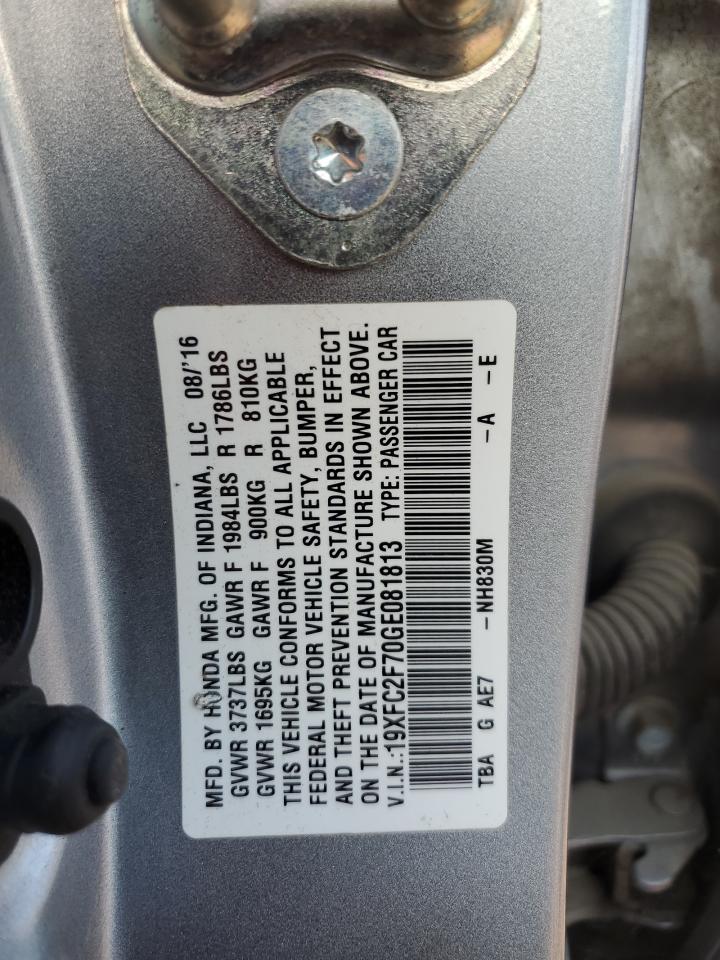 MFD. BY HONDA MFG. OF INDIANA, LLC 08/'16
GVWR 3737LBS GAWR F 1984LBS R 1786LBS
GVWR 1695KG GAWR F 900KG R 810KG
THIS VEHICLE CONFORMS TO ALL APPLICABLE
FEDERAL MOTOR VEHICLE SAFETY, BUMPER,
AND THEFT PREVENTION STANDARDS IN EFFECT
ON THE DATE OF MANUFACTURE SHOWN ABOVE.
V.I.N.:19XFC2F70GE081813 TYPE: PASSENGER CAR
TBA G AE7 -NH830M -A -E